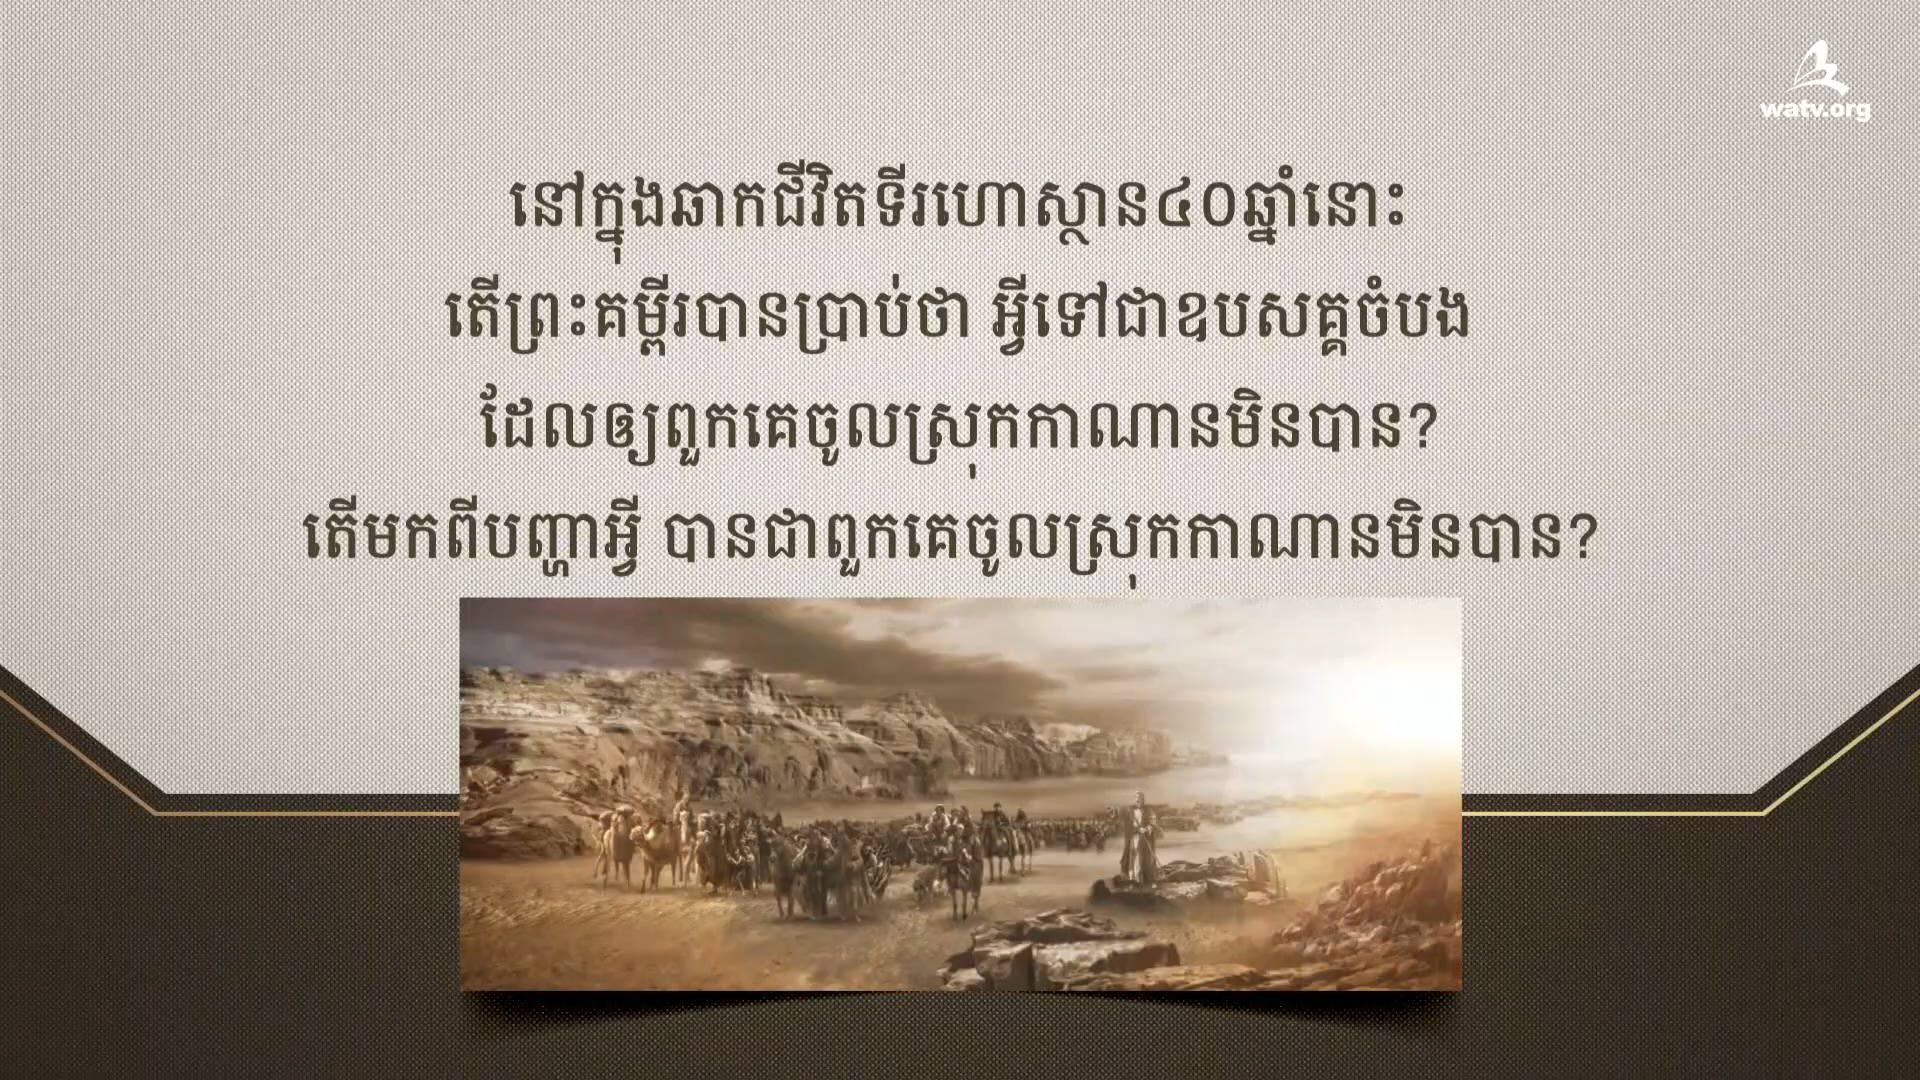 watv.org
នៅក្នុងឆាកជីវិតទីរហោស្ថាន៤០ឆ្នាំនោះ
តើព្រះគម្ពីរបានប្រាប់ថា អ្វីទៅជាឧបសគ្គចំបង
ដែលឲ្យពួកគេចូលស្រុកកាណានមិនបាន?
តើមកពីបញ្ហាអ្វី បានជាពួកគេចូលស្រុកកាណានមិនបាន?